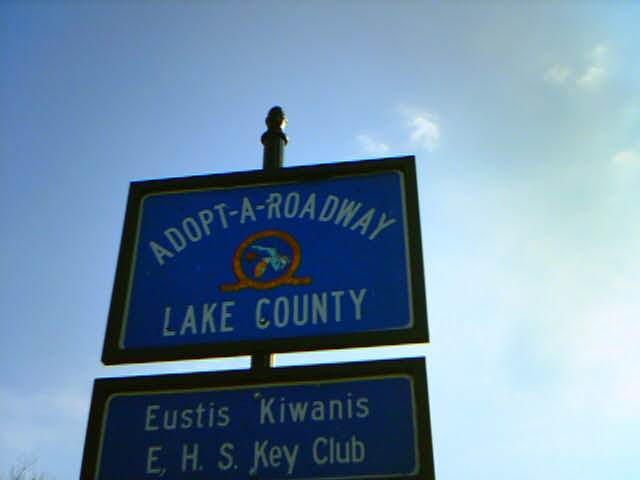 ADOPT-A-ROADWAY
LAKE COUNTY
Eustis Kiwanis
E. H. S. Key Club